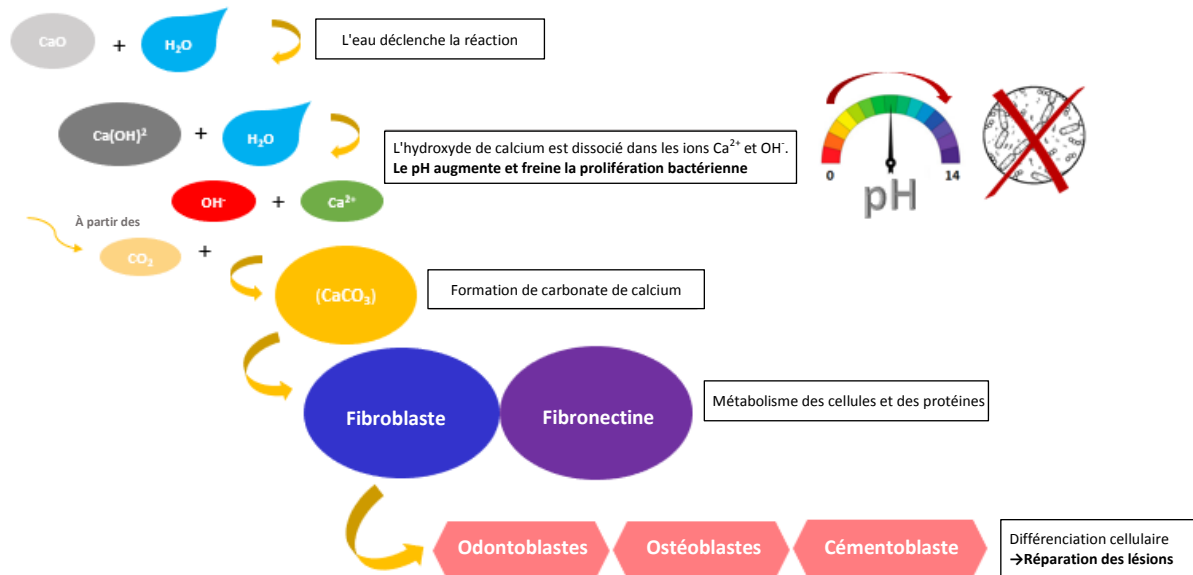 CaO
+
H₂O
L'eau déclenche la réaction
Ca(OH)²
+
H₂O
L'hydroxyde de calcium est dissocié dans les ions Ca²⁺ et OH⁻.
Le pH augmente et freine la prolifération bactérienne
0
14
pH
OH⁻
+
Ca²⁺
À partir des
CO₂
+
(CaCO₃)
Formation de carbonate de calcium
Fibroblaste
Fibronectine
Métabolisme des cellules et des protéines
Odontoblastes
Ostéoblastes
Cémentoblaste
Différenciation cellulaire
→Réparation des lésions